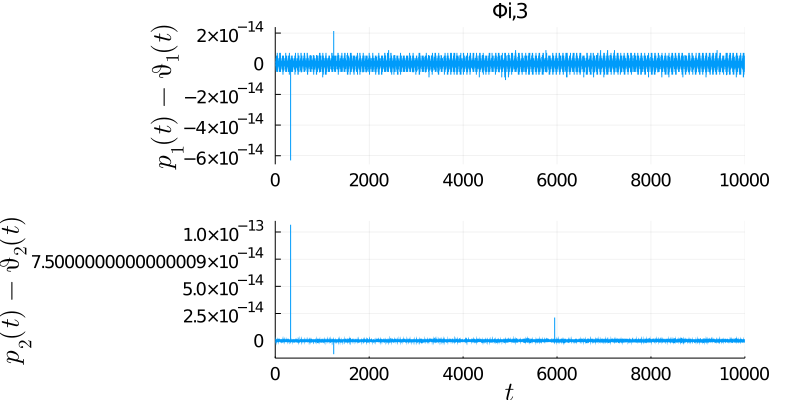 Φi,3
p₁(t) − ϑ₁(t)
2×10⁻¹⁴
0
−2×10⁻¹⁴
−4×10⁻¹⁴
−6×10⁻¹⁴
0 2000 4000 6000 8000 10000
p₂(t) − ϑ₂(t)
1.0×10⁻¹³
7.5000000000000009×10⁻¹⁴
5.0×10⁻¹⁴
2.5×10⁻¹⁴
0
0 2000 4000 6000 8000 10000
t